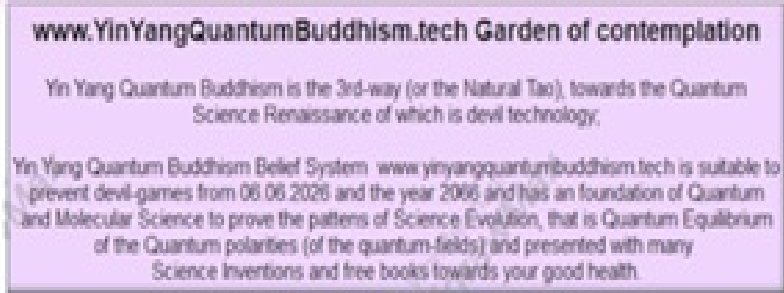 www.YinYangQuantumBuddhism.tech Garden of contemplation
Yin Yang Quantum Buddhism is the 3rd-way (or the Natural Tao), towards the Quantum
Science Renaissance of which is devil technology;
Yin Yang Quantum Buddhism Belief System www.yinyangquantumbuddhism.tech is suitable to
prevent devil-games from 06.06.2026 and the year 2066 and has an foundation of Quantum
and Molecular Science to prove the pattens of Science Evolution, that is Quantum Equilibrium
of the Quantum polarities (of the quantum-fields) and presented with many
Science Inventions and free books towards your good health.